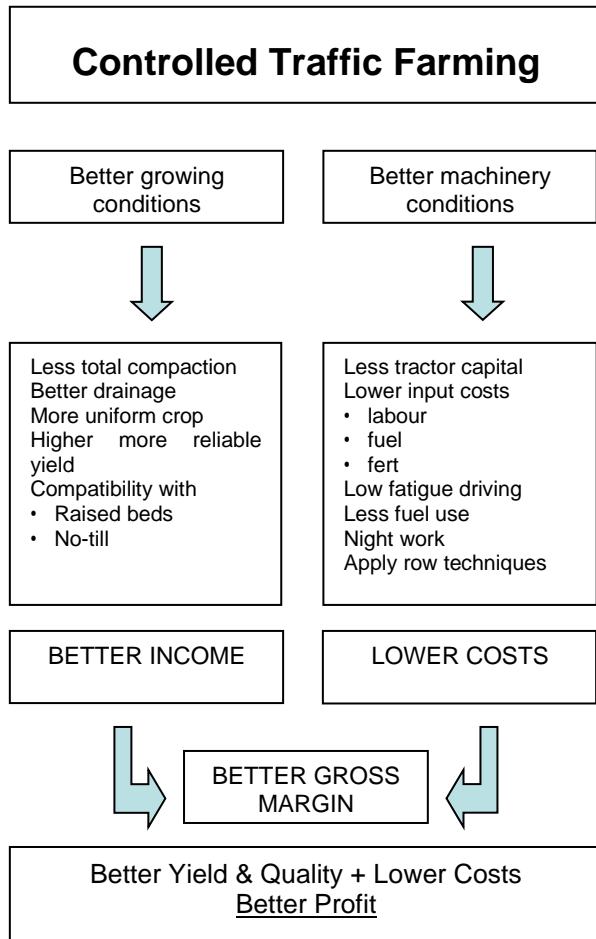 Controlled Traffic Farming
Better growing
conditions
Better machinery
conditions
Less total compaction
Better drainage
More uniform crop
Higher more reliable
yield
Compatibility with
• Raised beds
• No-till
Less tractor capital
Lower input costs
• labour
• fuel
• fert
Low fatigue driving
Less fuel use
Night work
Apply row techniques
BETTER INCOME
LOWER COSTS
BETTER GROSS
MARGIN
Better Yield & Quality + Lower Costs
Better Profit